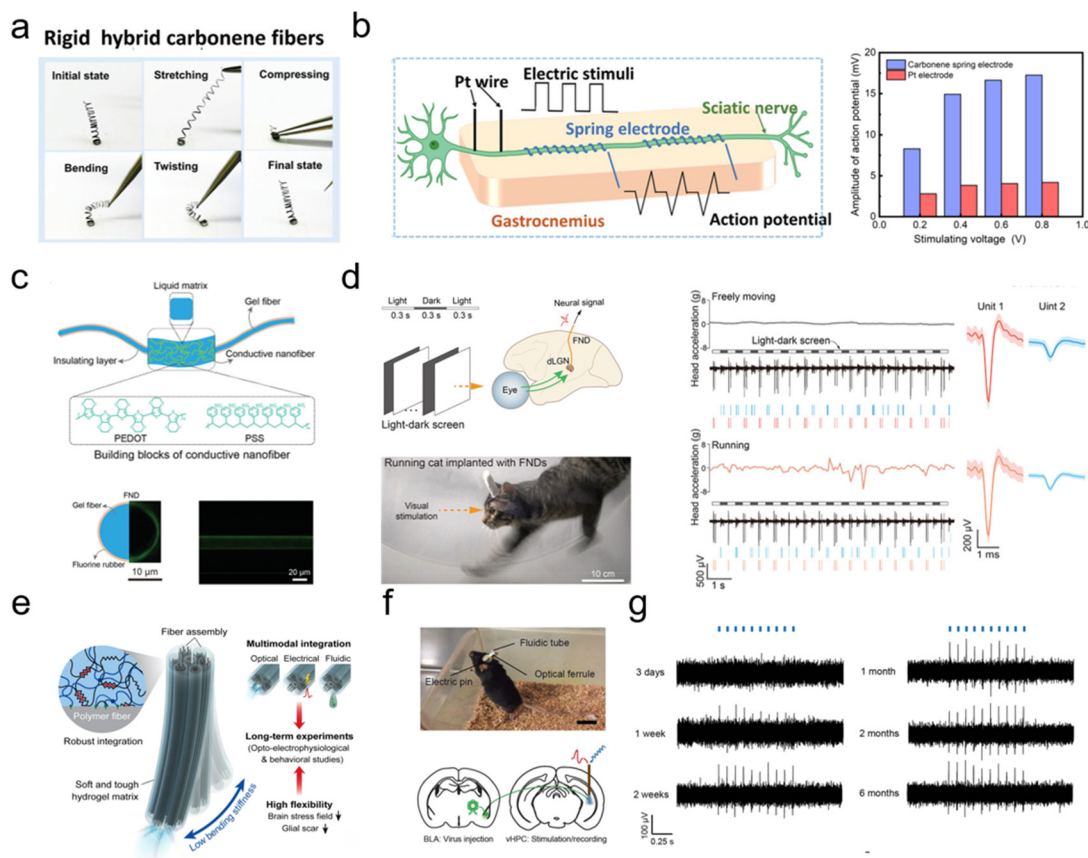 a
Rigid hybrid carbonene fibers
Initial state
Stretching
Compressing
Bending
Twisting
Final state
b
Electric stimuli
Pt wire
Sciatic nerve
Spring electrode
Gastrocnemius
Action potential
Amplitude of action potential (mV)
20
15
10
5
0
Carbonene spring electrode
Pt electrode
0.0 0.2 0.4 0.6 0.8 1.0
Stimulating voltage (V)
c
Liquid matrix
Gel fiber
Insulating layer
Conductive nanofiber
PEDOT
PSS
Building blocks of conductive nanofiber
FND
Gel fiber
Fluorine rubber
10 μm
20 μm
d
Light Dark Light
0.3 s 0.3 s 0.3 s
Neural signal
FND
dLGN
Eye
Light-dark screen
Running cat implanted with FNDs
Visual
stimulation
10 cm
Freely moving
Head acceleration (g)
8
0
-8
Light-dark screen
Unit 1
Uint 2
Running
Head acceleration (g)
8
0
-8
500 μV
1 s
200 μV
1 ms
e
Fiber assembly
Polymer fiber
Robust integration
Soft and tough
hydrogel matrix
Low bending stiffness
Multimodal integration
Optical Electrical Fluidic
Long-term experiments
(Opto-electrophysiological
& behavioral studies)
High flexibility
Brain stress field
Glial scar
f
Fluidic tube
Electric pin
Optical ferrule
BLA: Virus injection
vHPC: Stimulation/recording
g
3 days
1 week
2 weeks
1 month
2 months
6 months
100 μV
0.25 s